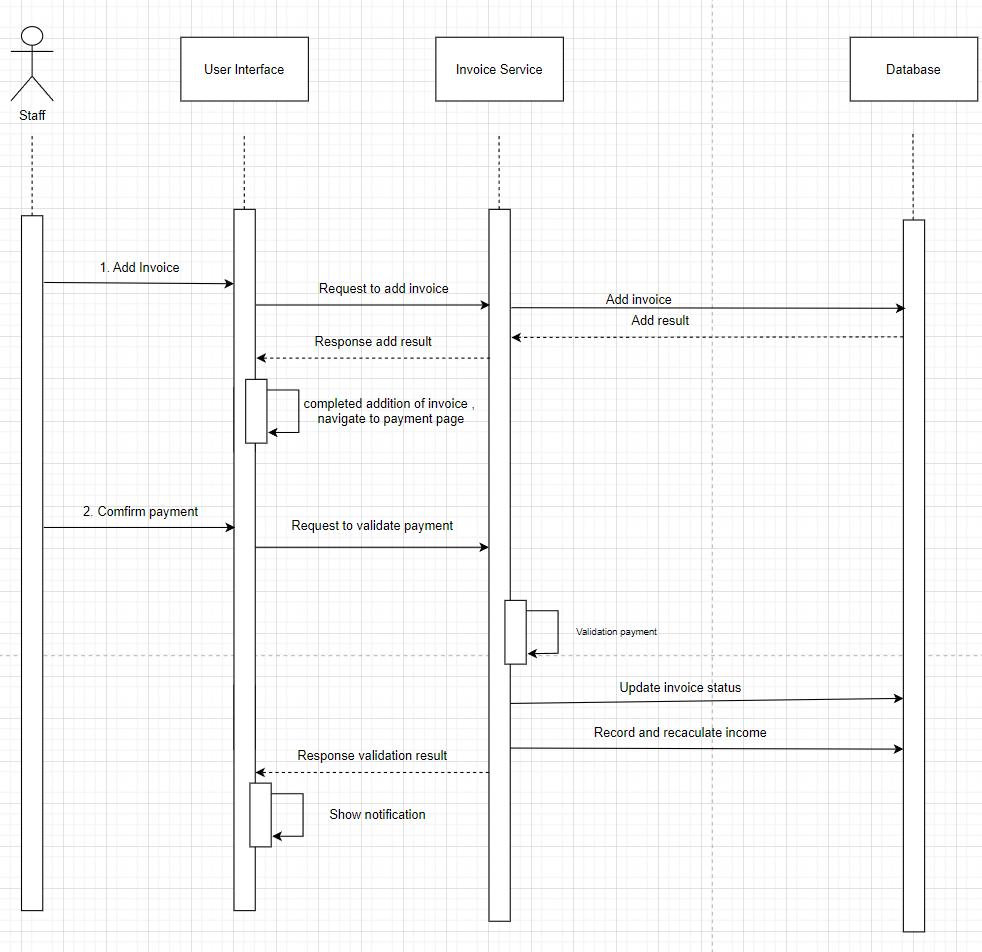 Staff
User Interface
Invoice Service
Database
1. Add Invoice
Request to add invoice
Add invoice
Add result
Response add result
completed addition of invoice ,
navigate to payment page
2. Comfirm payment
Request to validate payment
Validation payment
Update invoice status
Record and recaculate income
Response validation result
Show notification